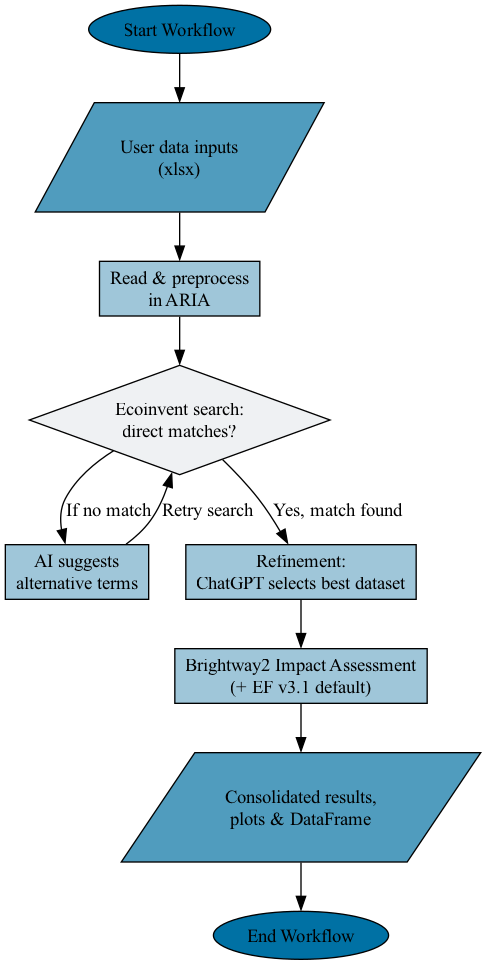 Start Workflow
User data inputs
(xlsx)
Read & preprocess
in ARIA
Ecoinvent search:
direct matches?
If no match
Retry search
Yes, match found
AI suggests
alternative terms
Refinement:
ChatGPT selects best dataset
Brightway2 Impact Assessment
(+ EF v3.1 default)
Consolidated results,
plots & DataFrame
End Workflow